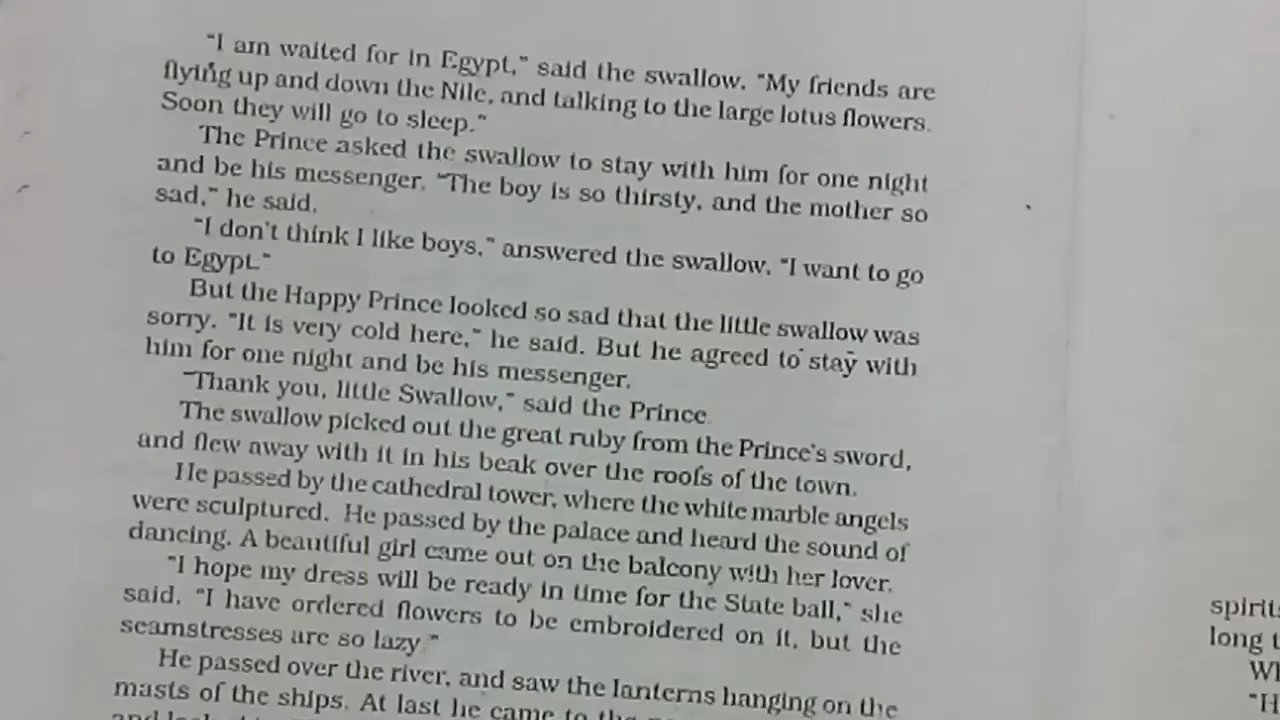 "I am waited for in Egypt," said the swallow. "My friends are
flying up and down the Nile, and talking to the large lotus flowers.
Soon they will go to sleep."
The Prince asked the swallow to stay with him for one night
and be his messenger. "The boy is so thirsty, and the mother so
sad," he said.
"I don't think I like boys," answered the swallow. "I want to go
to Egypt."
But the Happy Prince looked so sad that the little swallow was
sorry. "It is very cold here," he said. But he agreed to stay with
him for one night and be his messenger.
"Thank you, little Swallow," said the Prince.
The swallow picked out the great ruby from the Prince's sword,
and flew away with it in his beak over the roofs of the town.
He passed by the cathedral tower, where the white marble angels
were sculptured. He passed by the palace and heard the sound of
dancing. A beautiful girl came out on the balcony with her lover.
"I hope my dress will be ready in time for the State ball," she
said. "I have ordered flowers to be embroidered on it, but the
seamstresses are so lazy."
He passed over the river, and saw the lanterns hanging on the
masts of the ships. At last he came to the
and
spirits
long